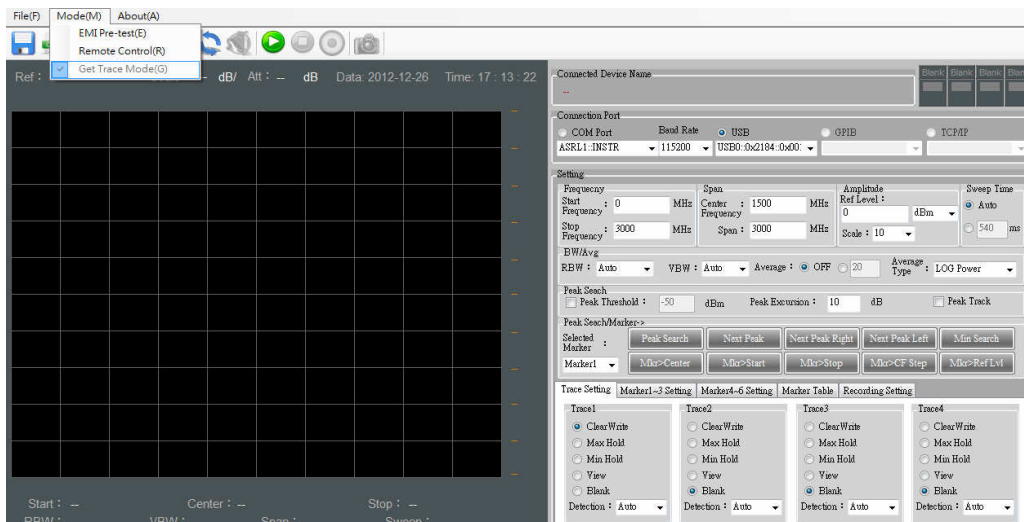 File(F) Mode(M) About(A)
EMI Pre-test(E)
Remote Control(R)
Get Trace Mode(G)
Ref : -- dB/ Att : -- dB Data: 2012-12-26 Time: 17 : 13 : 22
Connected Device Name
--
Blank Blank Blank Blan
Connection Port
COM Port Baud Rate USB GPIB TCP/IP
ASRL1::INSTR 115200 USB0::0x2184::0x00:
Setting
Frequecny Span Amplitude Sweep Time
Start Frequency : 0 MHz Center Frequency : 1500 MHz Ref Level : 0 dBm Auto
Stop Frequency : 3000 MHz Span : 3000 MHz Scale : 10 540 ms
BW/Avg
RBW : Auto VBW : Auto Average : OFF 20 Average Type : LOG Power
Peak Seach
Peak Threshold : -50 dBm Peak Excursion : 10 dB Peak Track
Peak Seach/Marker->
Selected Marker : Peak Search Next Peak Next Peak Right Next Peak Left Min Search
Marker1 Mkr>Center Mkr>Start Mkr>Stop Mkr>CF Step Mkr>Ref Lvl
Trace Setting Marker1~3 Setting Marker4~6 Setting Marker Table Recording Setting
Trace1 Trace2 Trace3 Trace4
ClearWrite ClearWrite ClearWrite ClearWrite
Max Hold Max Hold Max Hold Max Hold
Min Hold Min Hold Min Hold Min Hold
View View View View
Blank Blank Blank Blank
Detection : Auto Detection : Auto Detection : Auto Detection : Auto
Start : -- Center : -- Stop : --
RBW : VBW : Span : Sweep :